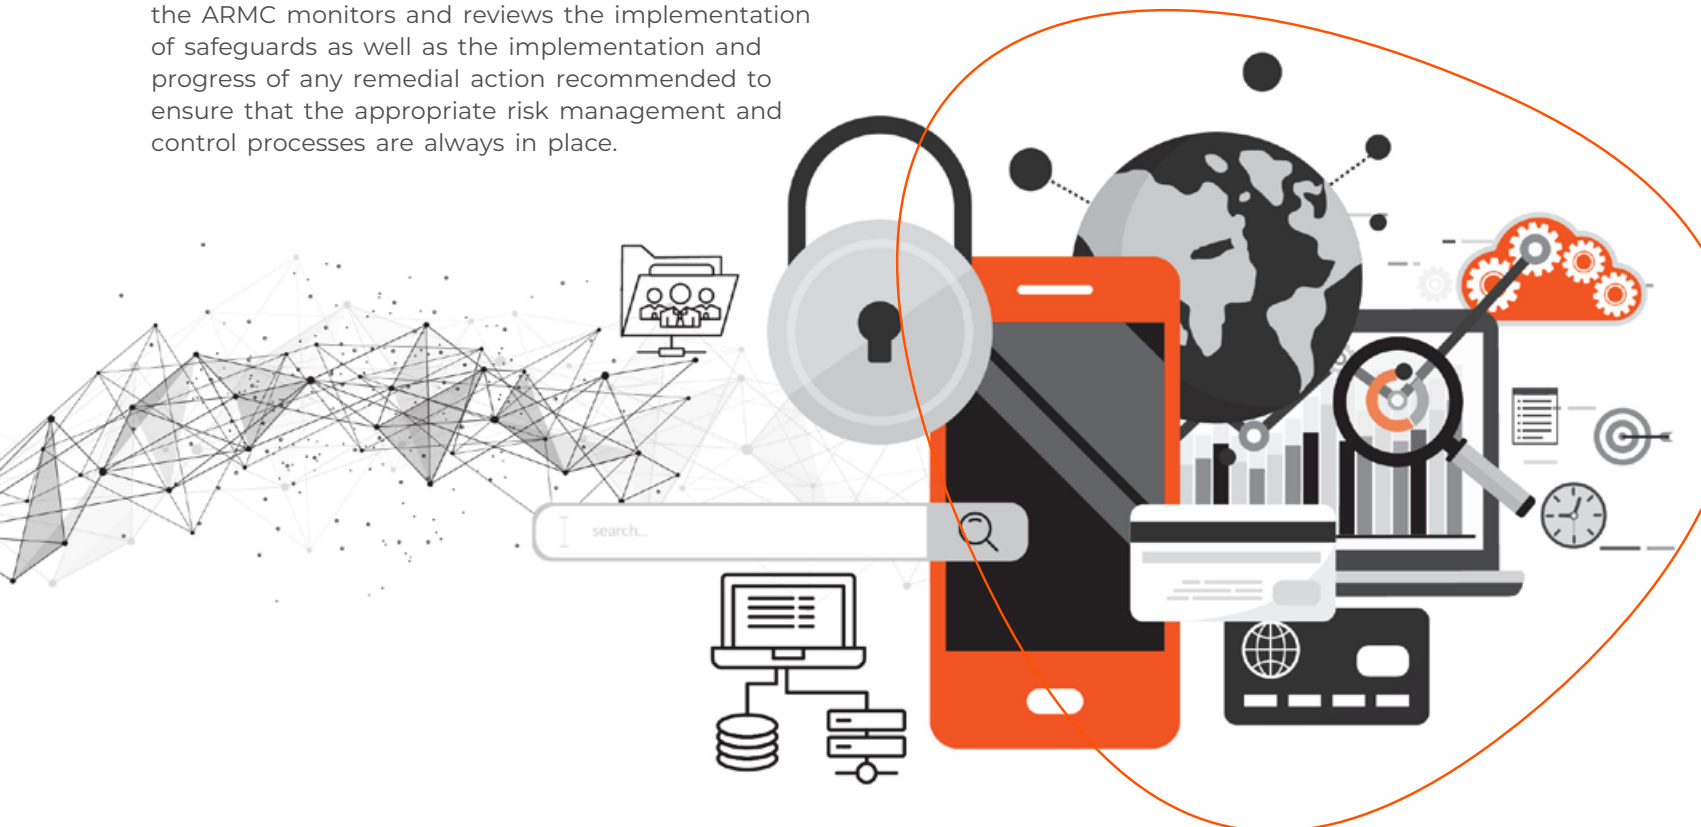 the ARMC monitors and reviews the implementation
of safeguards as well as the implementation and
progress of any remedial action recommended to
ensure that the appropriate risk management and
control processes are always in place.
search...